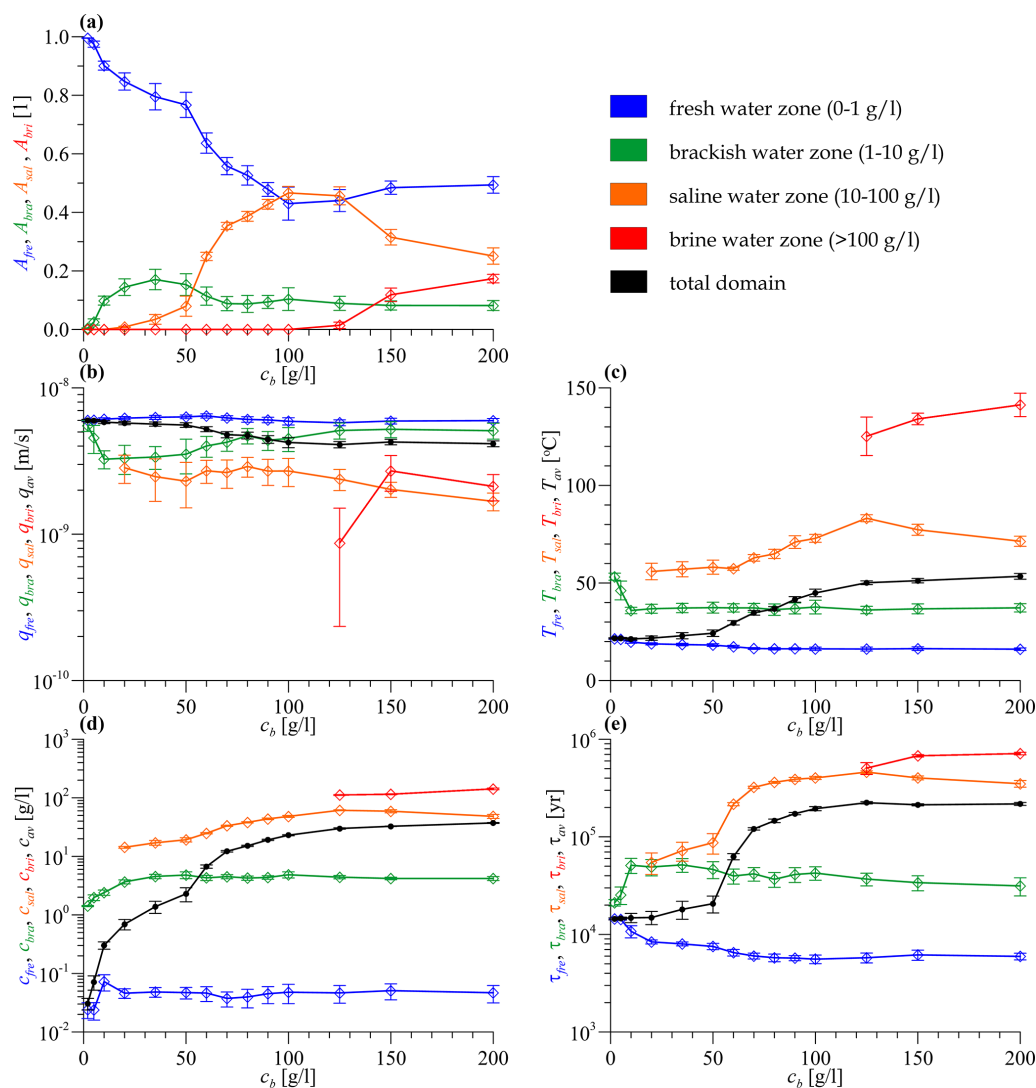 (a)
1.0
0.8
0.6
0.4
0.2
0.0
A_fre, A_bra, A_sal, A_bri [1]
0 50 100 150 200
c_b [g/l]
fresh water zone (0-1 g/l)
brackish water zone (1-10 g/l)
saline water zone (10-100 g/l)
brine water zone (>100 g/l)
total domain
(b)
10^-8
10^-9
10^-10
q_fre, q_bra, q_sal, q_bri, q_av [m/s]
0 50 100 150 200
c_b [g/l]
(c)
150
100
50
0
T_fre, T_bra, T_sal, T_bri, T_av [°C]
0 50 100 150 200
c_b [g/l]
(d)
10^3
10^2
10^1
10^0
10^-1
10^-2
c_fre, c_bra, c_sal, c_bri, c_av [g/l]
0 50 100 150 200
c_b [g/l]
(e)
10^6
10^5
10^4
10^3
τ_fre, τ_bra, τ_sal, τ_bri, τ_av [yr]
0 50 100 150 200
c_b [g/l]